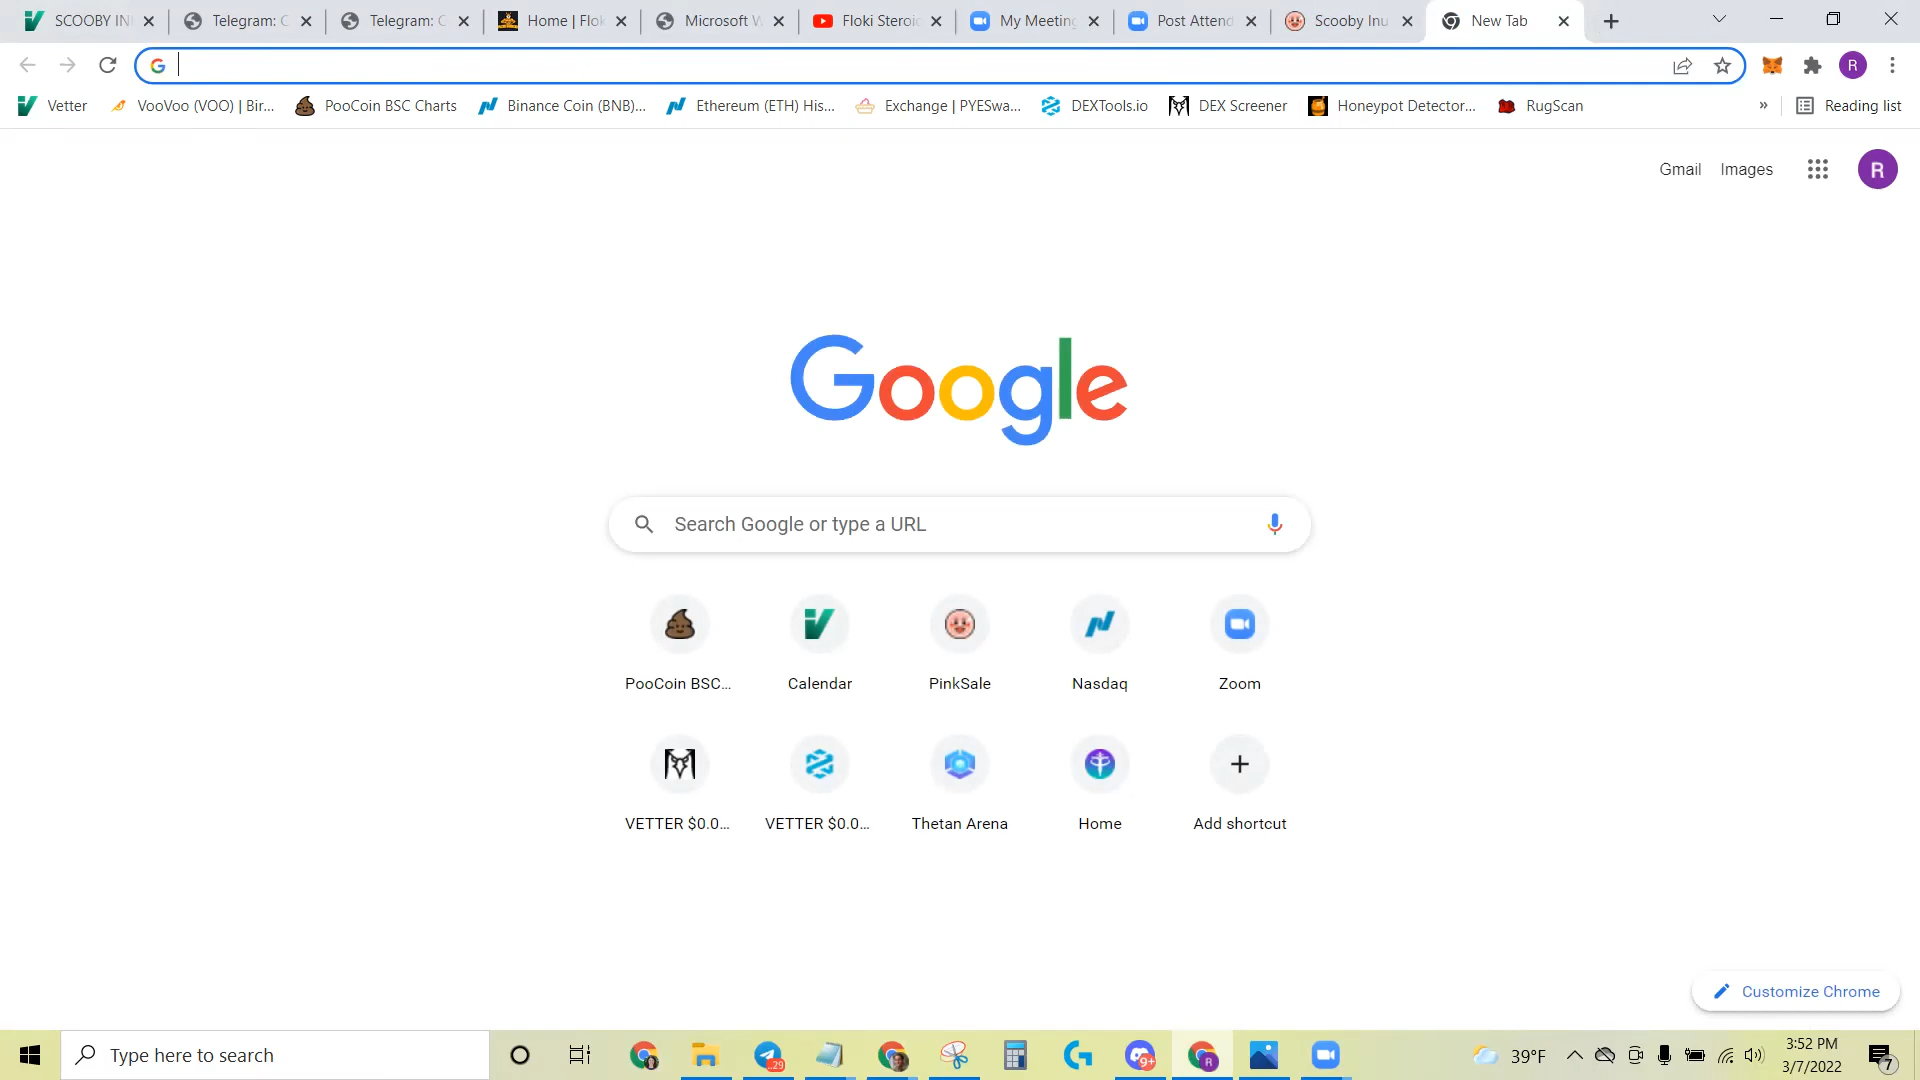 SCOOBY IN
Telegram: C
Telegram: C
Home | Flok
Microsoft W
Floki Steroi
My Meeting
Post Attend
Scooby Inu
New Tab
Vetter
VooVoo (VOO) | Bir...
PooCoin BSC Charts
Binance Coin (BNB)...
Ethereum (ETH) His...
Exchange | PYESwa...
DEXTools.io
DEX Screener
Honeypot Detector...
RugScan
»
Reading list
Gmail
Images
R
R
Google
Search Google or type a URL
PooCoin BSC...
Calendar
PinkSale
Nasdaq
Zoom
VETTER $0.0...
VETTER $0.0...
Thetan Arena
Home
Add shortcut
Customize Chrome
Type here to search
..29
9+
R
39°F
3:52 PM
3/7/2022
7